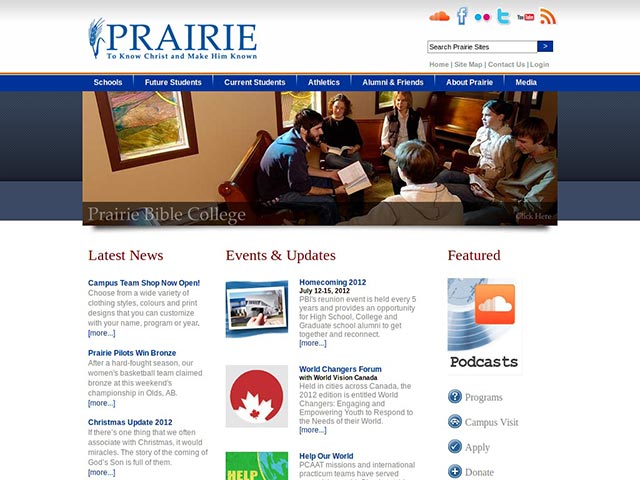 PRAIRIE
To Know Christ and Make Him Known
You Tube
Search Prairie Sites
>
Home | Site Map | Contact Us | Login
Schools
Future Students
Current Students
Athletics
Alumni & Friends
About Prairie
Media
Prairie Bible College
Click Here
Latest News
Campus Team Shop Now Open!
Choose from a wide variety of
clothing styles, colours and print
designs that you can customize
with your name, program or year,
[more...]
Prairie Pilots Win Bronze
After a hard-fought season, our
women's basketball team claimed
bronze at this weekend's
championship in Olds, AB.
[more...]
Christmas Update 2012
If there's one thing that we often
associate with Christmas, it would
miracles. The story of the coming of
God's Son is full of them.
[more...]
Events & Updates
Homecoming 2012
July 12-15, 2012
PBI's reunion event is held every 5
years and provides an opportunity
for High School, College and
Graduate school alumni to get
together and reconnect.
[more...]
World Changers Forum
with World Vision Canada
Held in cities across Canada, the
2012 edition is entitled World
Changers: Engaging and
Empowering Youth to Respond to
the Needs of their World.
[more...]
HELP
Help Our World
PCAAT missions and international
practicum teams have served
Featured
Podcasts
Programs
Campus Visit
Apply
Donate